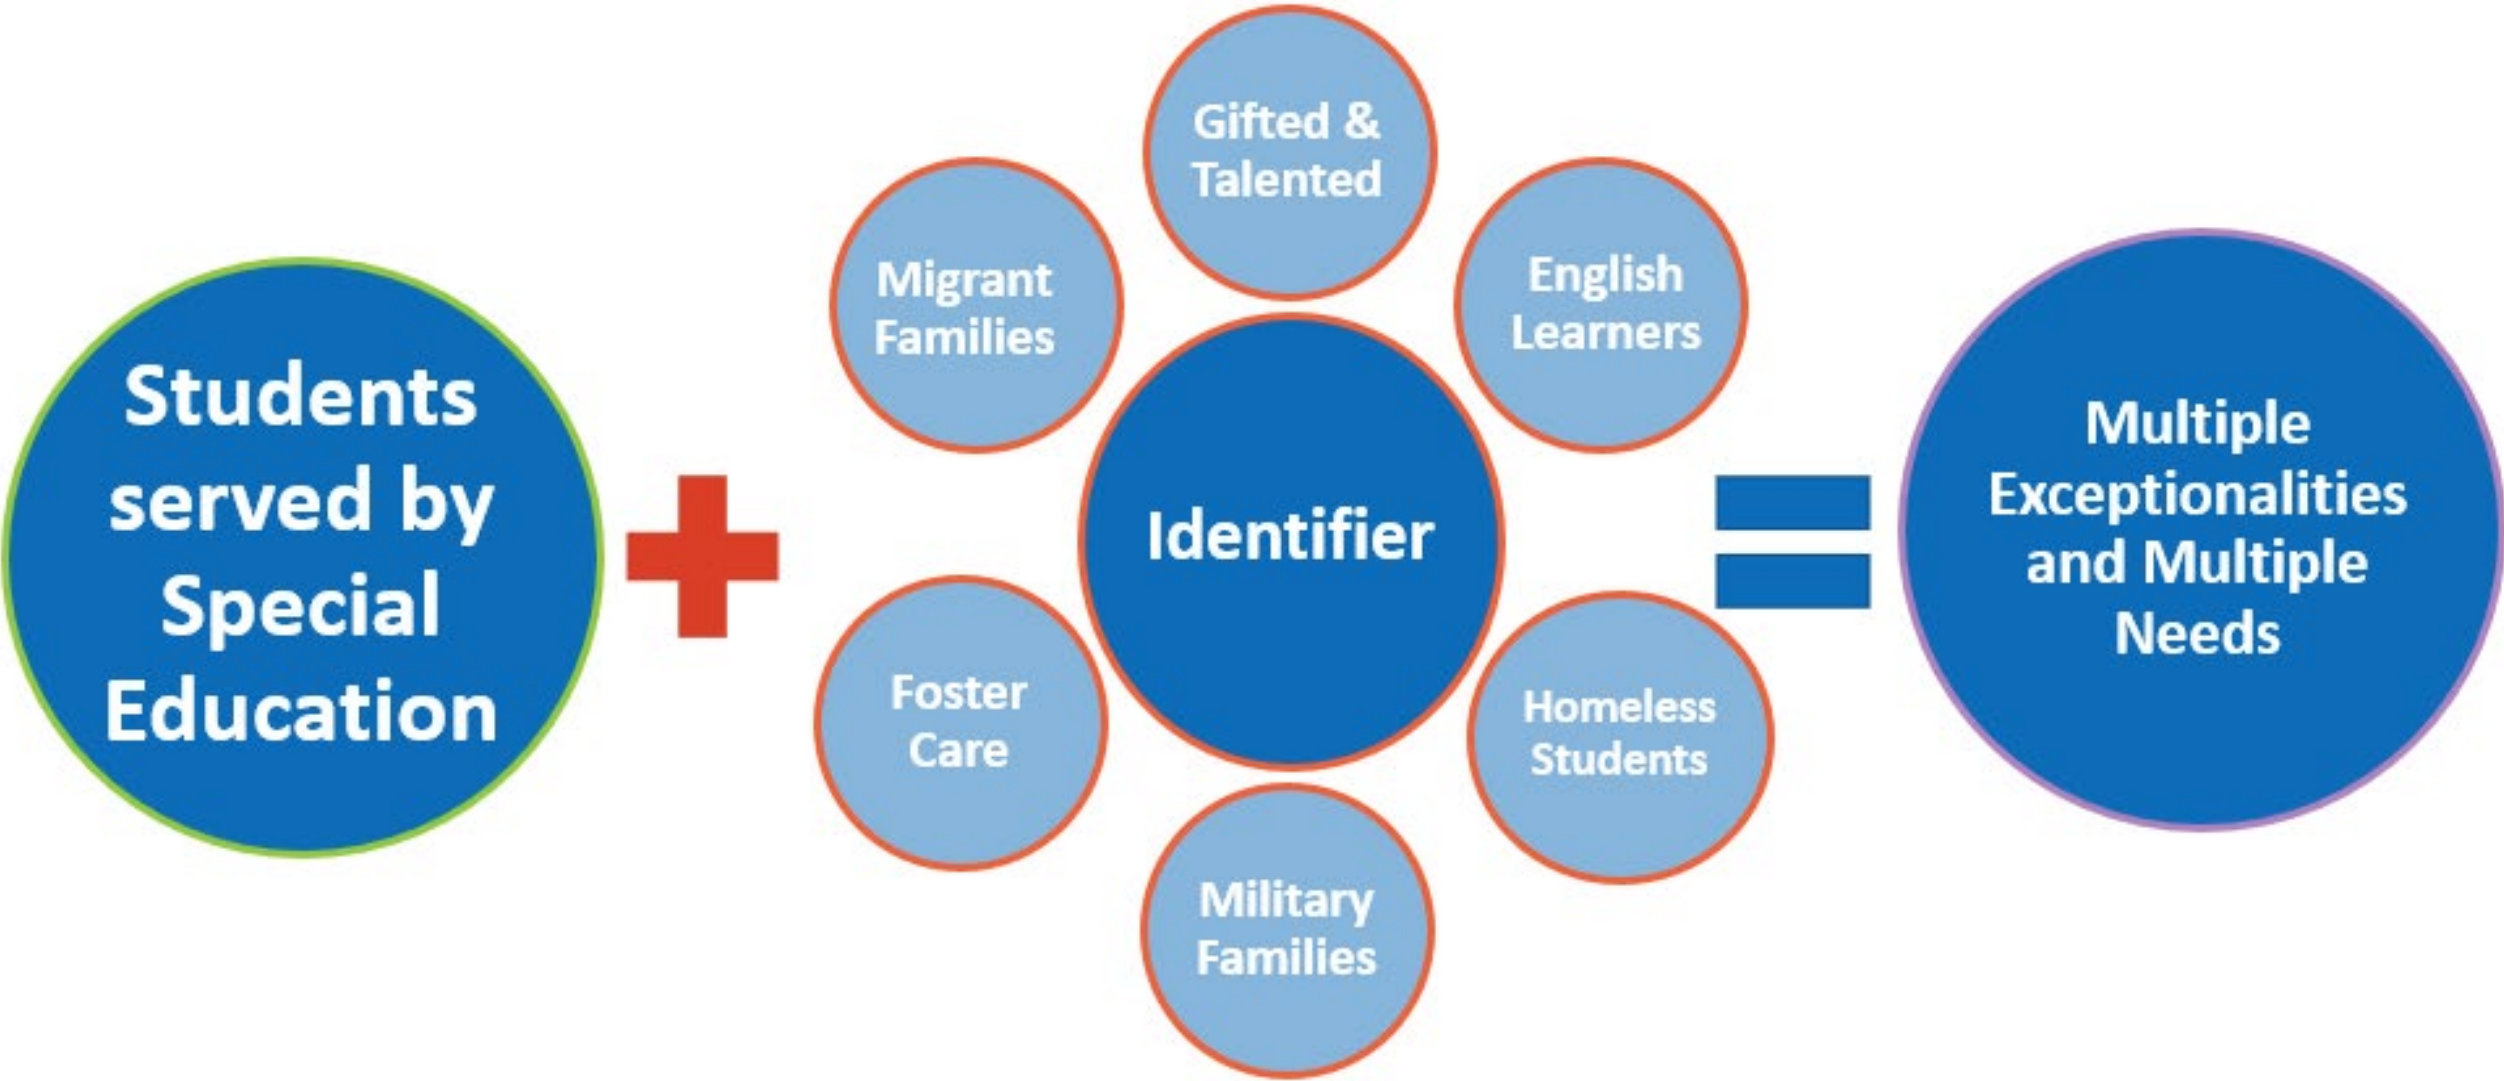 Students
served by
Special
Education
Gifted &
Talented
Migrant
Families
English
Learners
Identifier
Foster
Care
Homeless
Students
Military
Families
Multiple
Exceptionalities
and Multiple
Needs